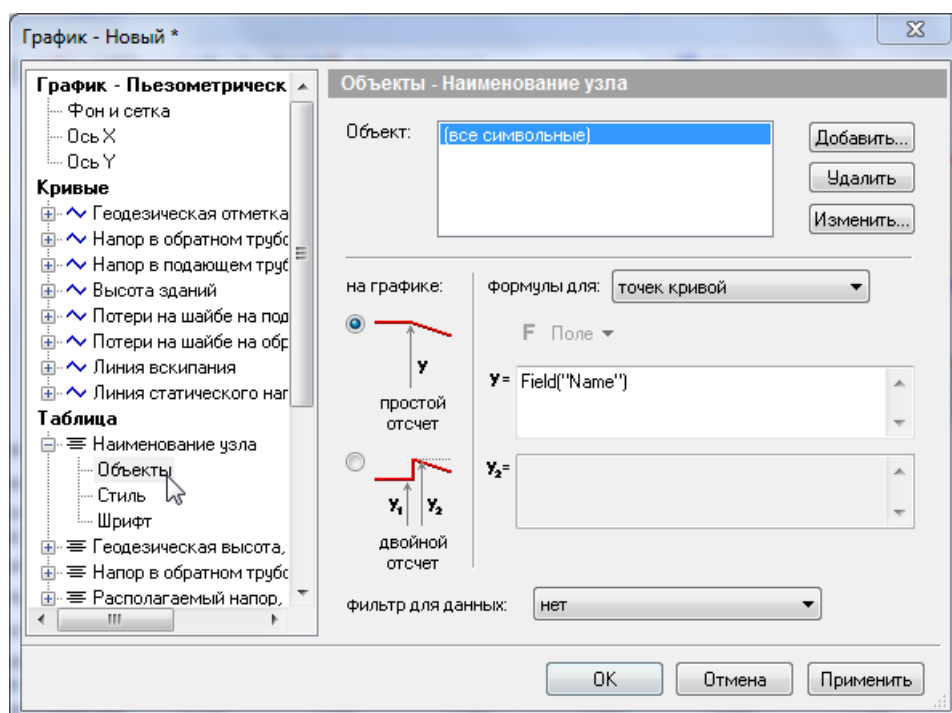 График - Новый *
График - Пьезометрическ
Фон и сетка
Ось X
Ось Y
Кривые
Геодезическая отметка
Напор в обратном трубс
Напор в подающем труб
Высота зданий
Потери на шайбе на под
Потери на шайбе на обр
Линия вскипания
Линия статического нап
Таблица
Наименование узла
Объекты
Стиль
Шрифт
Геодезическая высота,
Напор в обратном трубс
Располагаемый напор,
Объекты - Наименование узла
Объект:
(все символьные)
Добавить...
Удалить
Изменить...
на графике:
y
простой
отсчет
y1 y2
двойной
отсчет
формулы для: точек кривой
F Поле
y= Field("Name")
y2=
фильтр для данных: нет
OK Отмена Применить